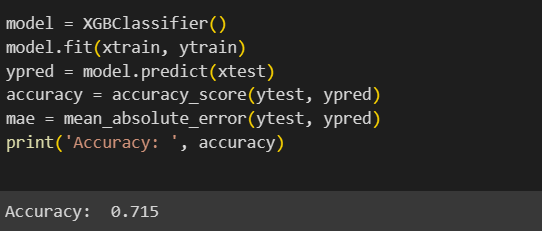 model = XGBClassifier()
model.fit(xtrain, ytrain)
ypred = model.predict(xtest)
accuracy = accuracy_score(ytest, ypred)
mae = mean_absolute_error(ytest, ypred)
print('Accuracy: ', accuracy)
Accuracy:  0.715